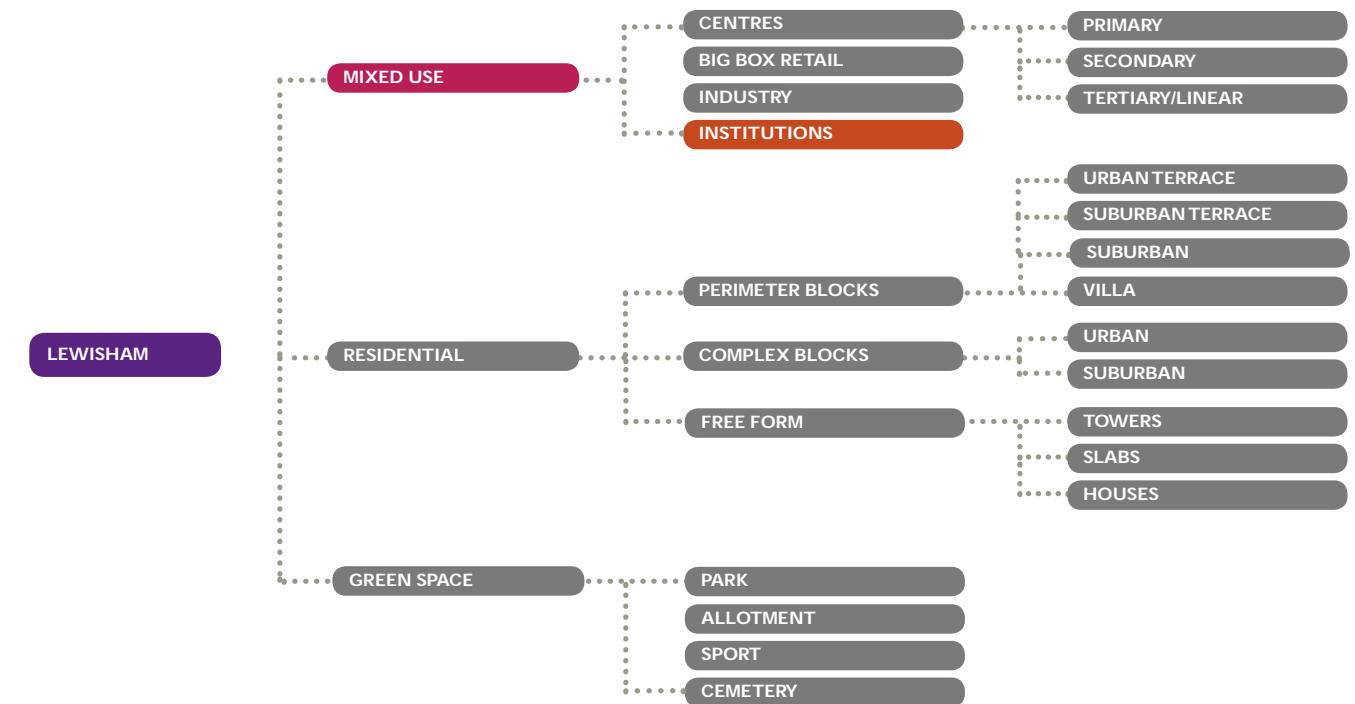 LEWISHAM
MIXED USE
CENTRES
PRIMARY
SECONDARY
TERTIARY/LINEAR
BIG BOX RETAIL
INDUSTRY
INSTITUTIONS
RESIDENTIAL
PERIMETER BLOCKS
URBAN TERRACE
SUBURBAN TERRACE
SUBURBAN
VILLA
COMPLEX BLOCKS
URBAN
SUBURBAN
FREE FORM
TOWERS
SLABS
HOUSES
GREEN SPACE
PARK
ALLOTMENT
SPORT
CEMETERY